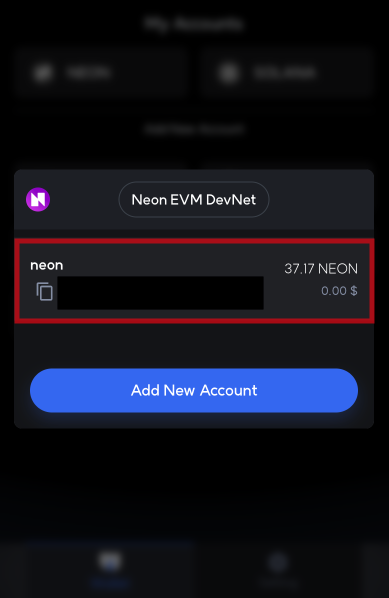 My Accounts
NEON
SOLANA
Add New Account
Neon EVM DevNet
neon
37.17 NEON
0.00 $
Add New Account